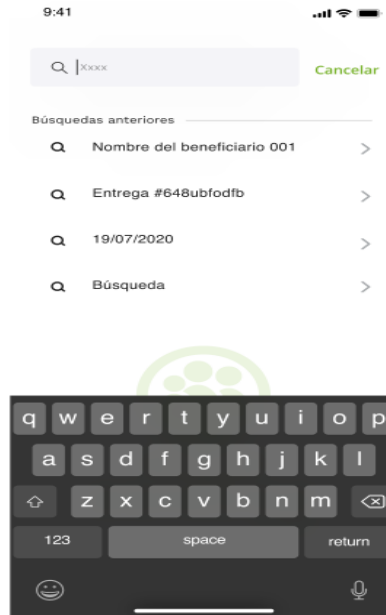 9:41
Xxxx
Cancelar
Búsquedas anteriores
Nombre del beneficiario 001
Entrega #648ubfodfb
19/07/2020
Búsqueda
q w e r t y u i o p
a s d f g h j k l
z x c v b n m
123 space return